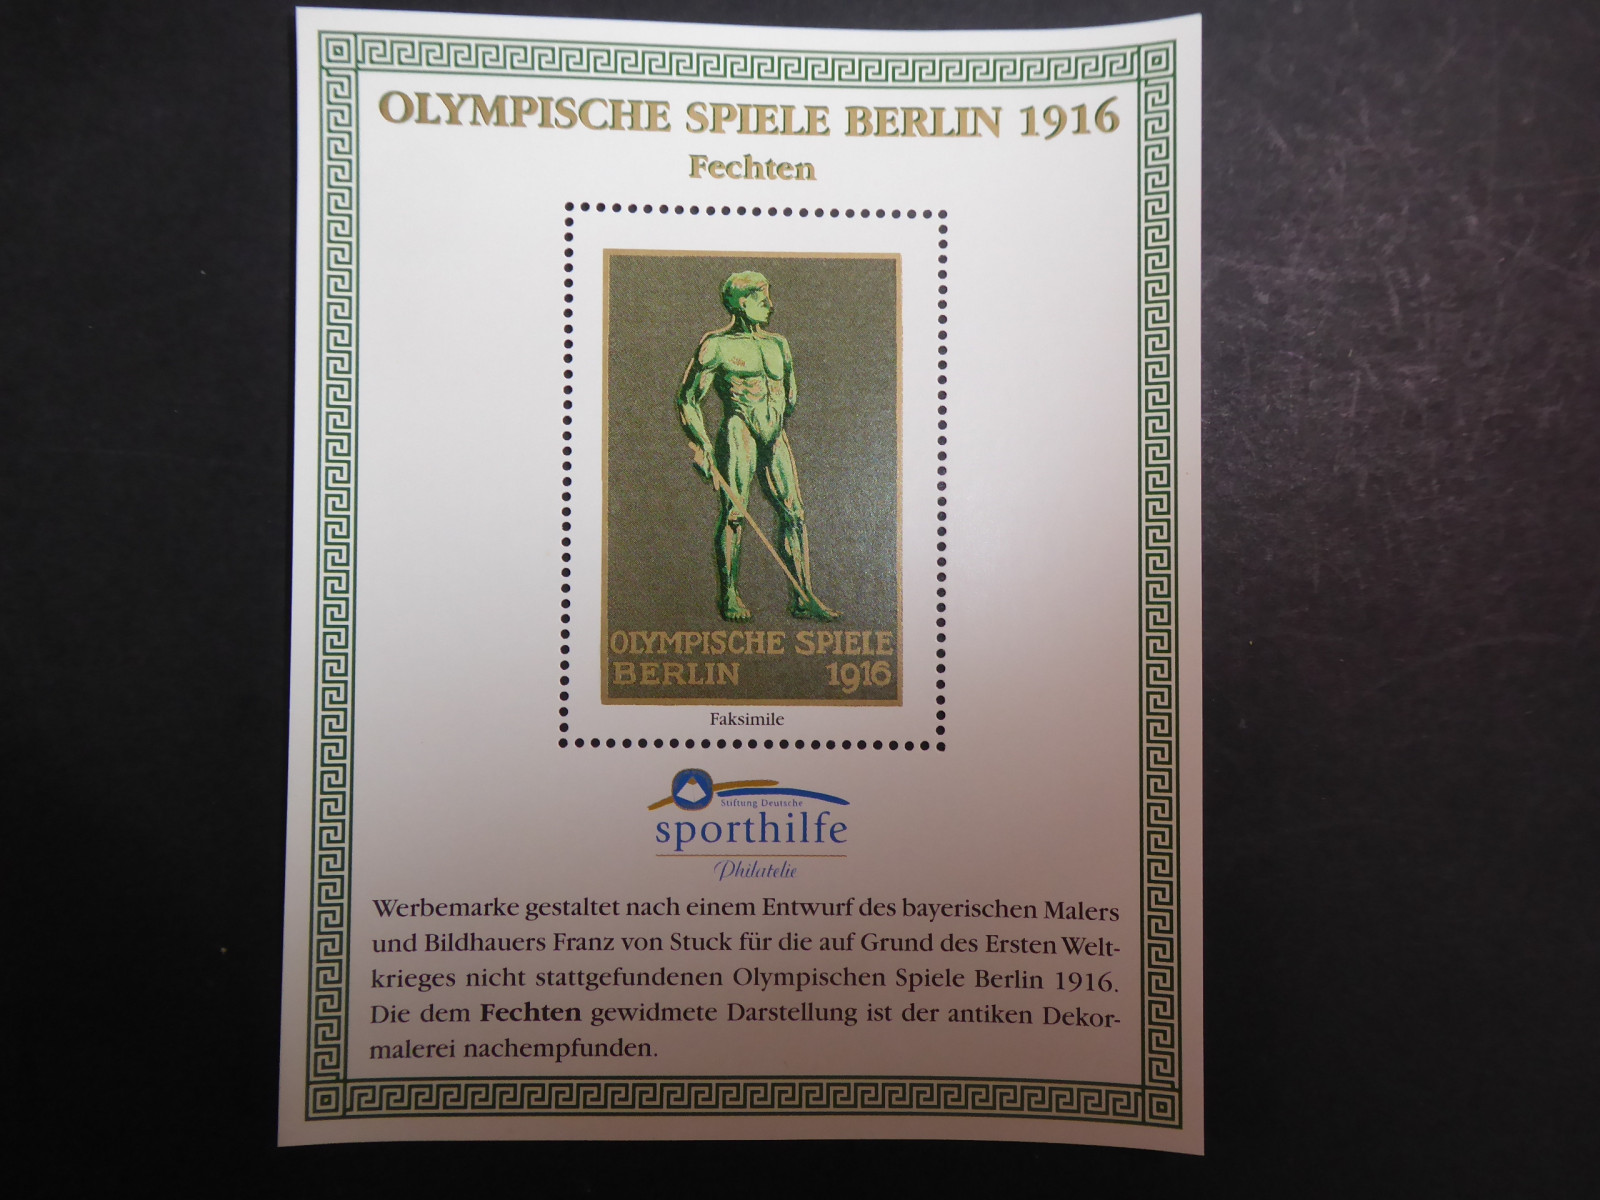 OLYMPISCHE SPIELE BERLIN 1916
Fechten
OLYMPISCHE SPIELE
BERLIN 1916
Faksimile
Stiftung Deutsche
sporthilfe
Philatelie
Werbemarke gestaltet nach einem Entwurf des bayerischen Malers
und Bildhauers Franz von Stuck für die auf Grund des Ersten Welt-
krieges nicht stattgefundenen Olympischen Spiele Berlin 1916.
Die dem Fechten gewidmete Darstellung ist der antiken Dekor-
malerei nachempfunden.